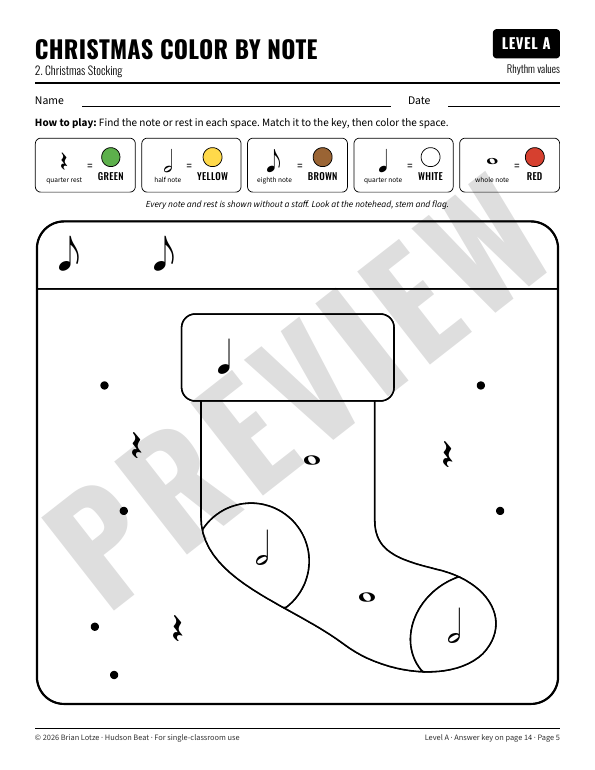 CHRISTMAS COLOR BY NOTE
LEVEL A
2. Christmas Stocking
Rhythm values
Name
Date
How to play: Find the note or rest in each space. Match it to the key, then color the space.
quarter rest = GREEN
half note = YELLOW
eighth note = BROWN
quarter note = WHITE
whole note = RED
Every note and rest is shown without a staff. Look at the notehead, stem and flag.
PREVIEW
© 2026 Brian Lotze · Hudson Beat · For single-classroom use
Level A · Answer key on page 14 · Page 5